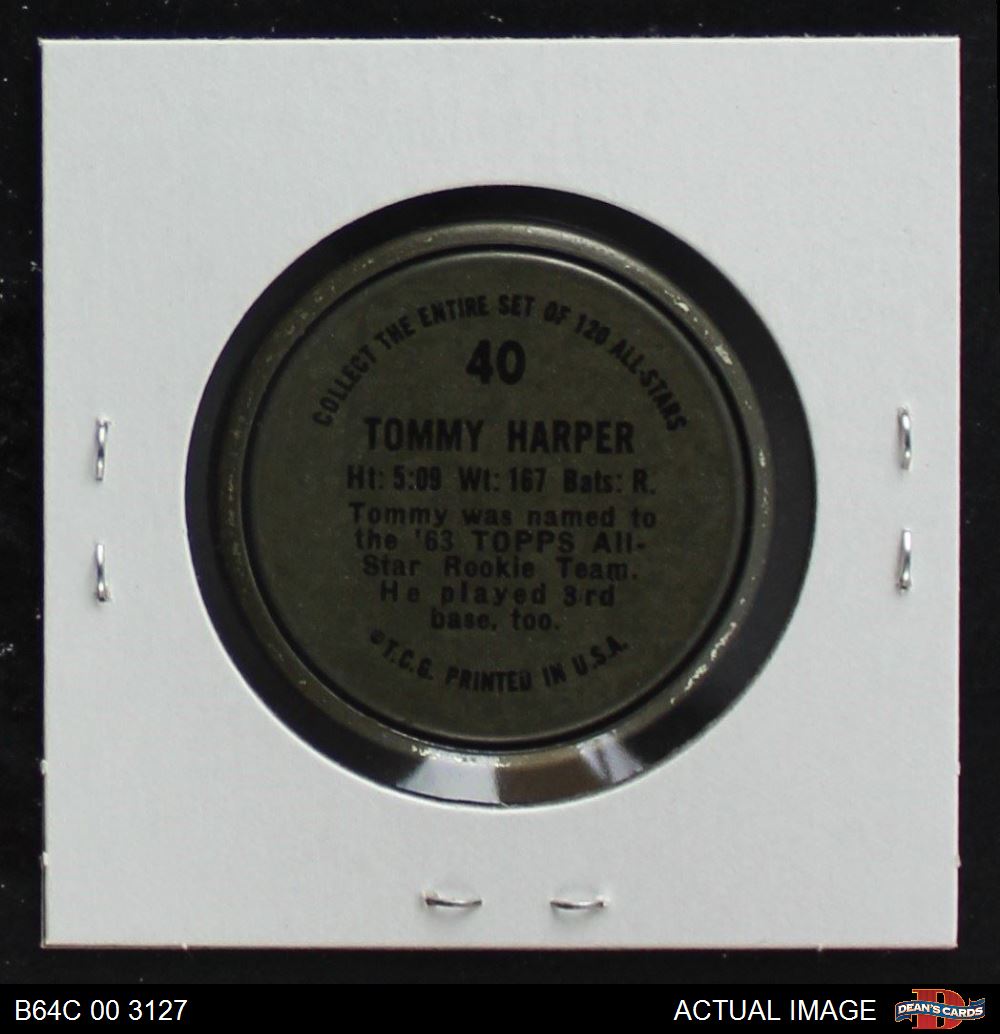 COLLECT THE ENTIRE SET OF 120 ALL-STARS
40
TOMMY HARPER
Ht: 5:09 Wt: 167 Bats: R.
Tommy was named to
the '63 TOPPS All-
Star Rookie Team.
He played 3rd
base, too.
©T.C.G. PRINTED IN U.S.A.
B64C 00 3127
ACTUAL IMAGE
D
DEAN'S CARDS